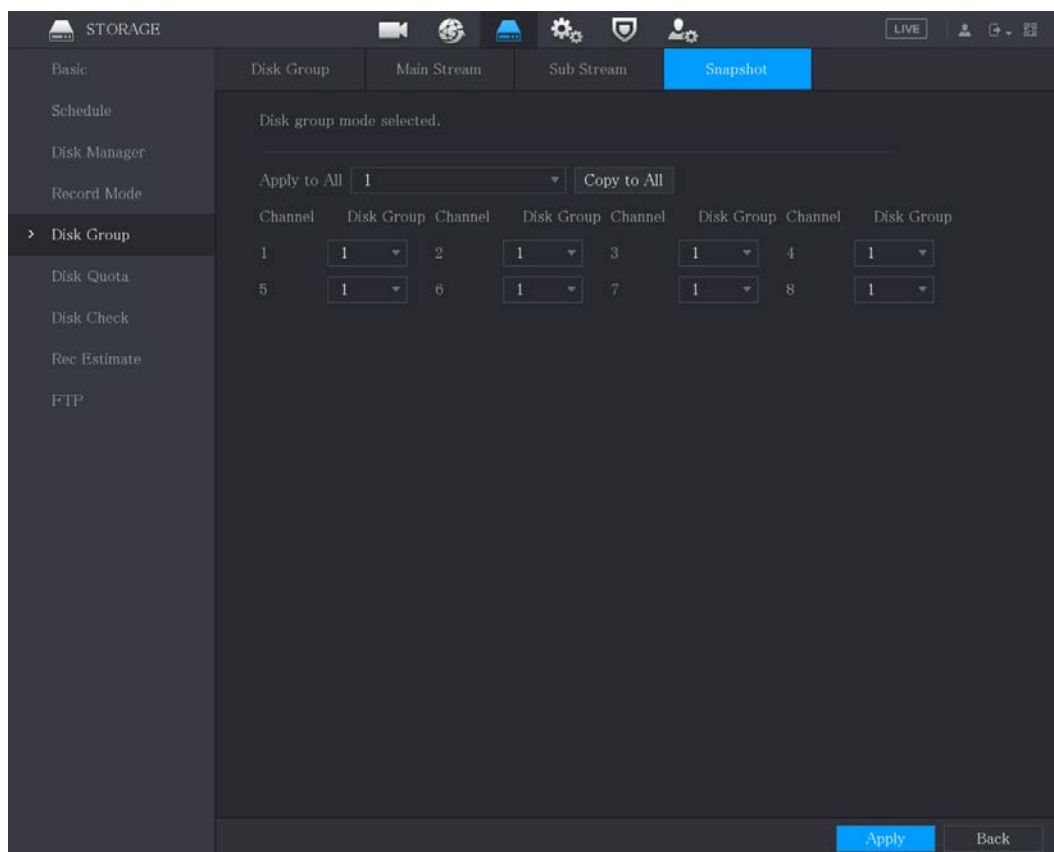 STORAGE LIVE
Basic
Schedule
Disk Manager
Record Mode
Disk Group
Disk Quota
Disk Check
Rec Estimate
FTP
Disk Group Main Stream Sub Stream Snapshot
Disk group mode selected.
Apply to All 1 Copy to All
Channel Disk Group Channel Disk Group Channel Disk Group Channel Disk Group
1 1 2 1 3 1 4 1
5 1 6 1 7 1 8 1
Apply Back